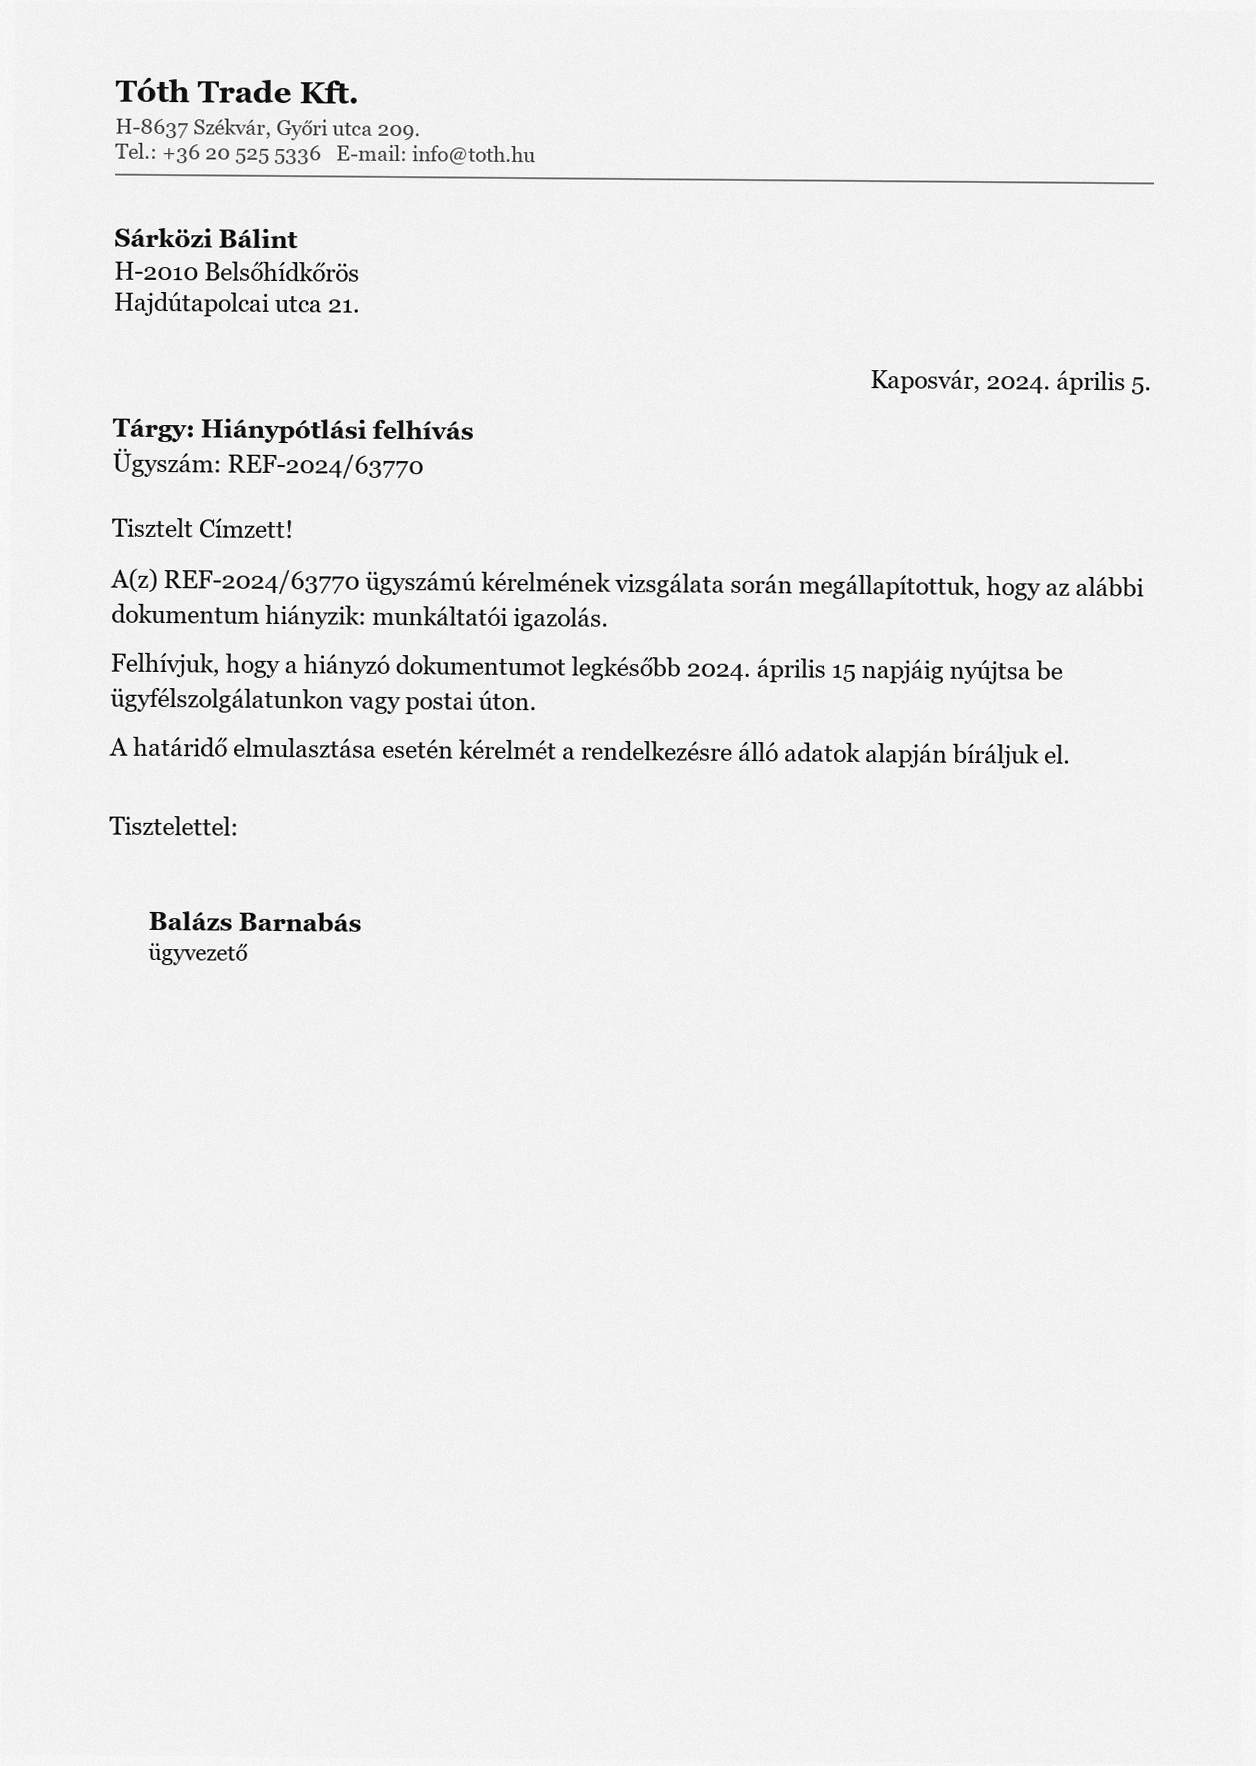 Tóth Trade Kft.
H-8637 Székvár, Győri utca 209.
Tel.: +36 20 525 5336 E-mail: info@toth.hu
Sárközi Bálint
H-2010 Belsőhídkőrös
Hajdútapolcai utca 21.
Kaposvár, 2024. április 5.
Tárgy: Hiánypótlási felhívás
Ügyszám: REF-2024/63770
Tisztelt Címzett!
A(z) REF-2024/63770 ügyszámú kérelmének vizsgálata során megállapítottuk, hogy az alábbi
dokumentum hiányzik: munkáltatói igazolás.
Felhívjuk, hogy a hiányzó dokumentumot legkésőbb 2024. április 15 napjáig nyújtsa be
ügyfélszolgálatunkon vagy postai úton.
A határidő elmulasztása esetén kérelmét a rendelkezésre álló adatok alapján bíráljuk el.
Tisztelettel:
Balázs Barnabás
ügyvezető